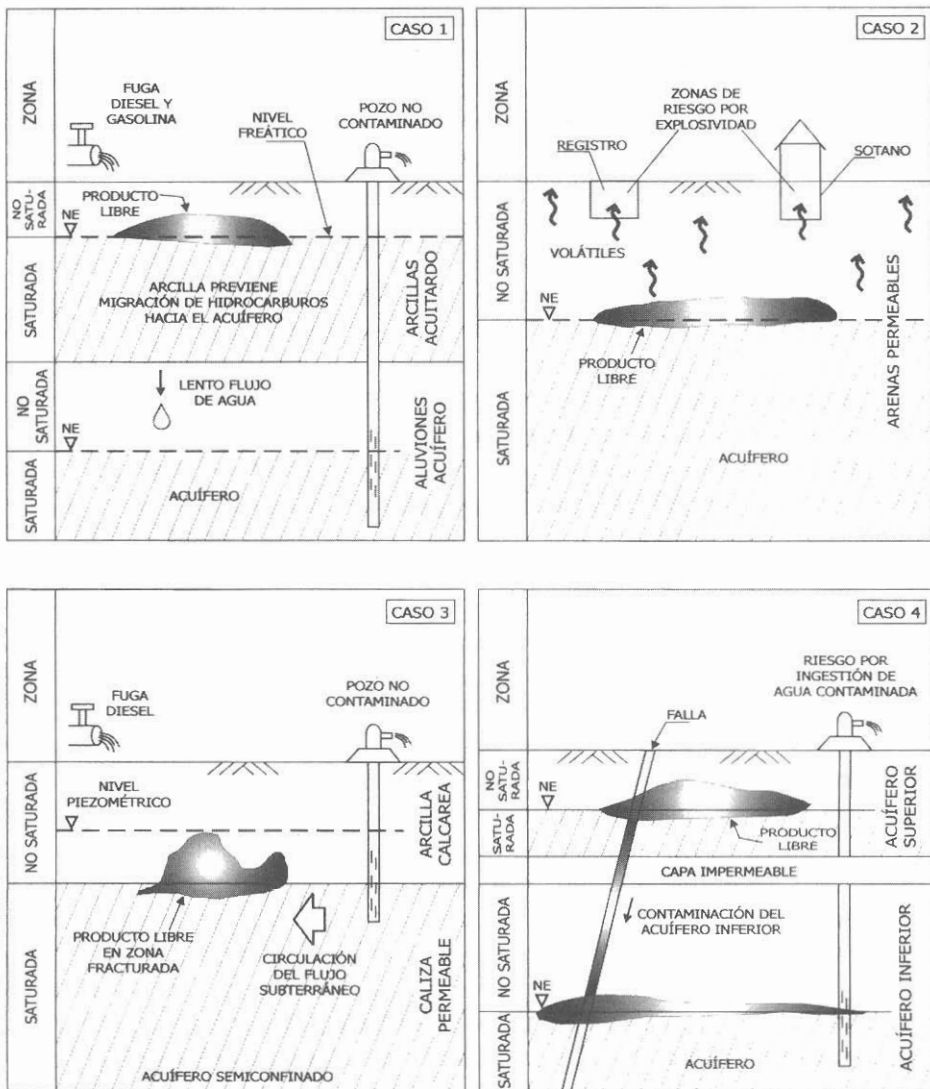 CASO 1
ZONA
FUGA
DIESEL Y
GASOLINA
NIVEL
FREÁTICO
POZO NO
CONTAMINADO
NO
SATU-
RADA
NE
PRODUCTO
LIBRE
SATURADA
ARCILLA PREVIENE
MIGRACIÓN DE HIDROCARBUROS
HACIA EL ACUÍFERO
ARCILLAS
ACUITARDO
NO
SATURADA
LENTO FLUJO
DE AGUA
NE
ALUVIONES
ACUÍFERO
SATURADA
ACUÍFERO
CASO 2
ZONA
ZONAS DE
RIESGO POR
EXPLOSIVIDAD
REGISTRO
SOTANO
NO SATURADA
VOLÁTILES
NE
PRODUCTO
LIBRE
ARENAS PERMEABLES
SATURADA
ACUÍFERO
CASO 3
ZONA
FUGA
DIESEL
POZO NO
CONTAMINADO
NO SATURADA
NIVEL
PIEZOMÉTRICO
ARCILLA
CALCAREA
PRODUCTO LIBRE
EN ZONA
FRACTURADA
CIRCULACIÓN
DEL FLUJO
SUBTERRÁNEO
SATURADA
CALIZA
PERMEABLE
ACUÍFERO SEMICONFINADO
CASO 4
ZONA
RIESGO POR
INGESTIÓN DE
AGUA CONTAMINADA
FALLA
NO
SATU-
RADA
NE
SATU-
RADA
PRODUCTO
LIBRE
ACUÍFERO
SUPERIOR
CAPA IMPERMEABLE
NO SATURADA
CONTAMINACIÓN DEL
ACUÍFERO INFERIOR
NE
ACUÍFERO INFERIOR
SATURADA
ACUÍFERO